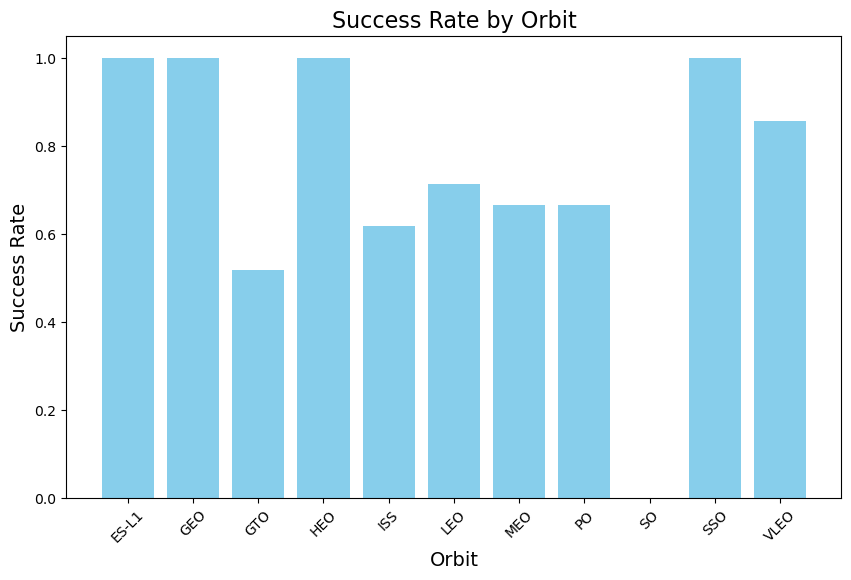 Success Rate by Orbit
Success Rate
1.0
0.8
0.6
0.4
0.2
0.0
ES-L1
GEO
GTO
HEO
ISS
LEO
MEO
PO
SO
SSO
VLEO
Orbit